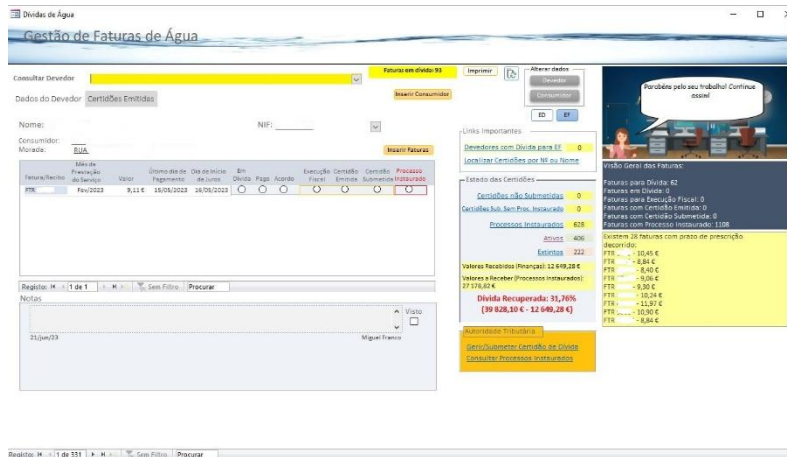 Dívidas de Água
Gestão de Faturas de Água
Consultar Devedor
Faturas em dívida: 93
Inserir Consumidor
Dados do Devedor
Certidões Emitidas
Nome:
NIF:
Consumidor:
Morada:
RUA
Inserir Faturas
Fatura/Recibo
Mês de Prestação do Serviço
Valor
Último dia de Pagamento
Dia de Início de Juros
Em Dívida
Pago
Acordo
Execução Fiscal
Certidão Emitida
Certidão Submetida
Processo Instaurado
FTR
Fev/2023
9,11 €
15/05/2023
16/05/2023
Registo:
1 de 1
Sem Filtro
Procurar
Notas
Visto
21/jun/23
Miguel Franco
Imprimir
Alterar dados
Devedor
Consumidor
ED
EF
Links Importantes
Devedores com Dívida para EF
0
Localizar Certidões por NIF ou Nome
Estado das Certidões
Certidões não Submetidas
0
Certidões Sub. Sem Proc. Instaurado
0
Processos Instaurados
628
Ativos
406
Extintos
222
Valores Recebidos (Finanças): 12 649,28 €
Valores a Receber (Processos Instaurados):
27 178,82 €
Dívida Recuperada: 31,76%
(39 828,10 € - 12 649,28 €)
Autoridade Tributária
Gerir/Submeter Certidão de Dívida
Consultar Processos Instaurados
Parabéns pelo seu trabalho! Continue
assim!
Visão Geral das Faturas:
Faturas para Dívida: 62
Faturas em Dívida: 0
Faturas para Execução Fiscal: 0
Faturas com Certidão Emitida: 0
Faturas com Certidão Submetida: 0
Faturas com Processo Instaurado: 1108
Existem 28 faturas com prazo de prescrição
decorrido:
FTR - 10,45 €
FTR - 8,84 €
FTR - 8,40 €
FTR - 9,06 €
FTR - 9,30 €
FTR - 10,24 €
FTR - 11,97 €
FTR - 10,90 €
FTR - 8,84 €
Registo:
1 de 331
Sem Filtro
Procurar